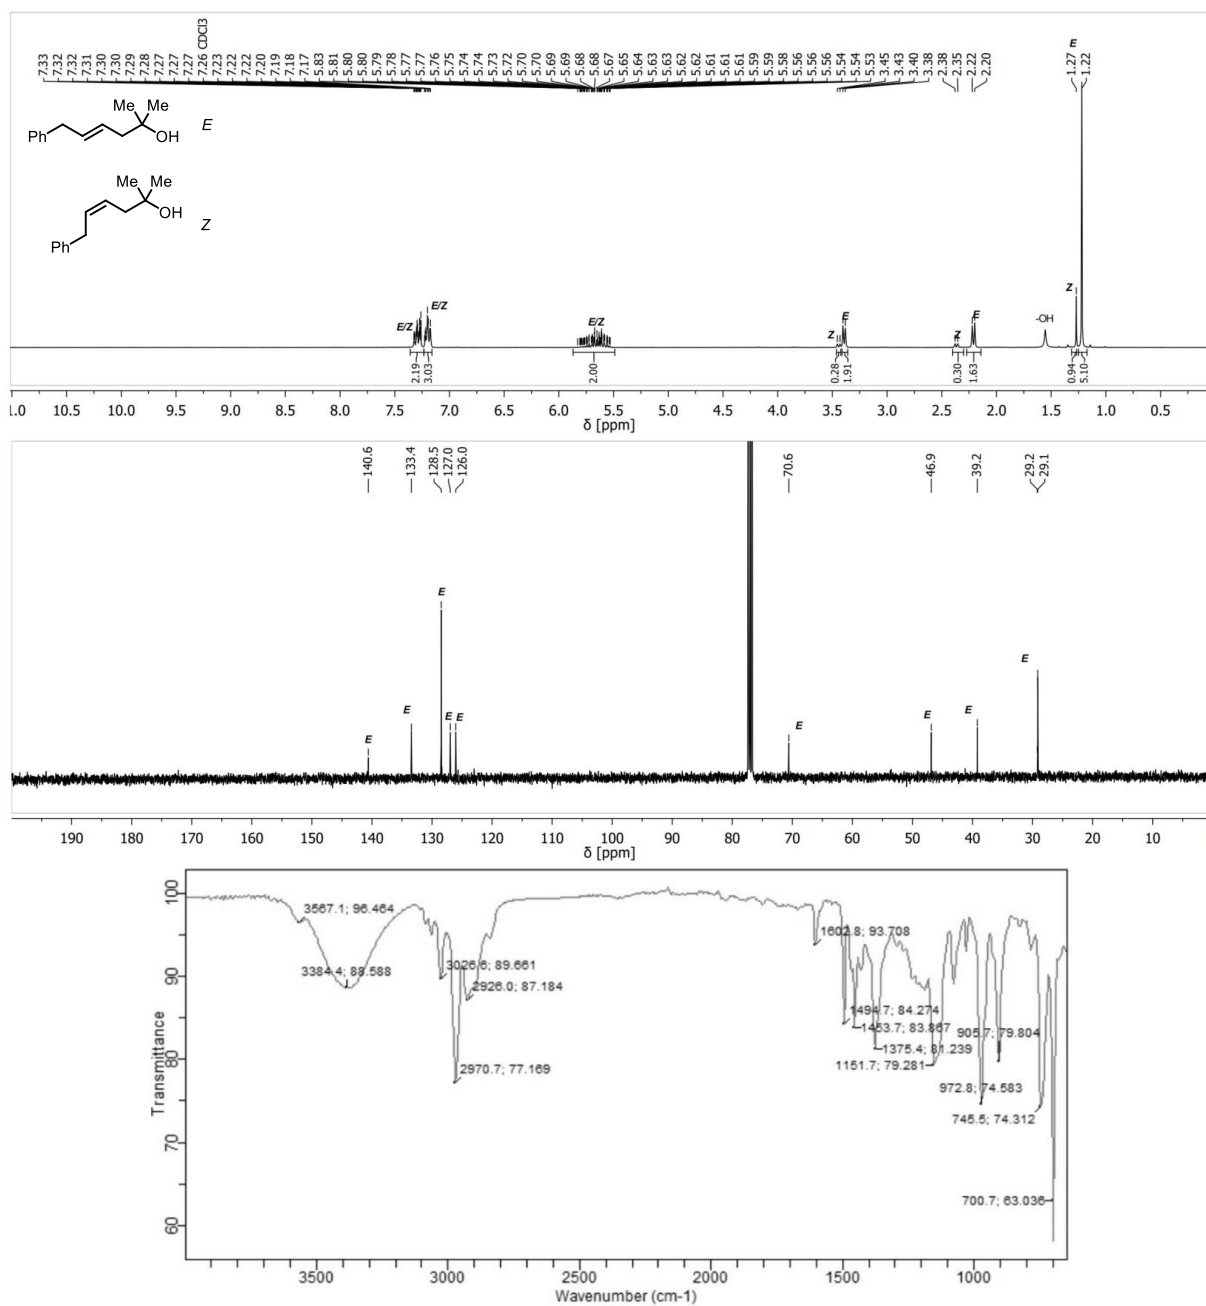 7.33 7.32 7.32 7.31 7.30 7.30 7.29 7.28 7.27 7.27 7.27 7.26 CDCl3 7.23 7.22 7.22 7.20 7.19 7.18 7.17 5.83 5.81 5.80 5.80 5.79 5.78 5.77 5.77 5.76 5.75 5.74 5.74 5.73 5.72 5.70 5.70 5.69 5.69 5.68 5.68 5.67 5.65 5.64 5.63 5.63 5.62 5.62 5.61 5.61 5.61 5.59 5.59 5.58 5.56 5.56 5.56 5.54 5.54 5.53 3.45 3.43 3.40 3.38 2.38 2.35 2.22 2.20 1.27 1.22
E
Me Me
Ph OH E
Me Me
OH
Ph Z
E/Z E/Z E/Z Z E Z E -OH Z
2.19 3.03 2.00 0.28 1.91 0.30 1.63 0.94 5.10
1.0 10.5 10.0 9.5 9.0 8.5 8.0 7.5 7.0 6.5 6.0 5.5 5.0 4.5 4.0 3.5 3.0 2.5 2.0 1.5 1.0 0.5
δ [ppm]
140.6 133.4 128.5 127.0 126.0 70.6 46.9 39.2 29.2 29.1
E E E E E E E E E
190 180 170 160 150 140 130 120 110 100 90 80 70 60 50 40 30 20 10
δ [ppm]
Transmittance
100 90 80 70 60
3567.1; 96.464
3384.4; 88.588
3026.6; 89.661
2926.0; 87.184
2970.7; 77.169
1602.8; 93.708
1494.7; 84.274
1453.7; 83.867
1375.4; 81.239
1151.7; 79.281
905.7; 79.804
972.8; 74.583
745.5; 74.312
700.7; 63.036
3500 3000 2500 2000 1500 1000
Wavenumber (cm-1)